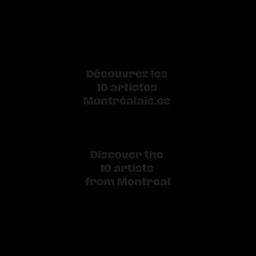 Découvrez les
10 artistes
Montréalais.es
Discover the
10 artists
from Montreal